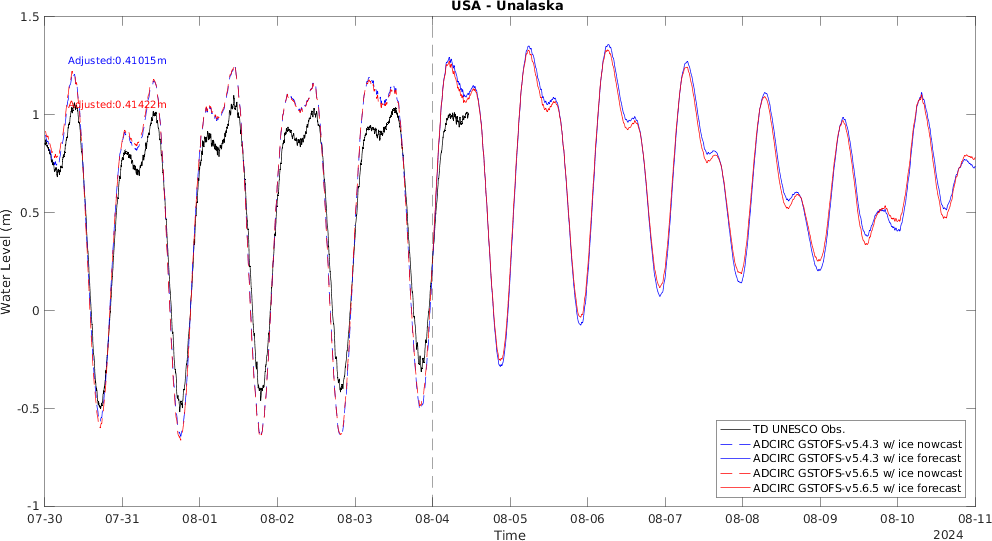 USA - Unalaska
1.5
Adjusted:0.41015m
Adjusted:0.41422m
1
0.5
0
-0.5
-1
Water Level (m)
TD UNESCO Obs.
ADCIRC GSTOFS-v5.4.3 w/ ice nowcast
ADCIRC GSTOFS-v5.4.3 w/ ice forecast
ADCIRC GSTOFS-v5.6.5 w/ ice nowcast
ADCIRC GSTOFS-v5.6.5 w/ ice forecast
07-30 07-31 08-01 08-02 08-03 08-04 08-05 08-06 08-07 08-08 08-09 08-10 08-11
Time
2024